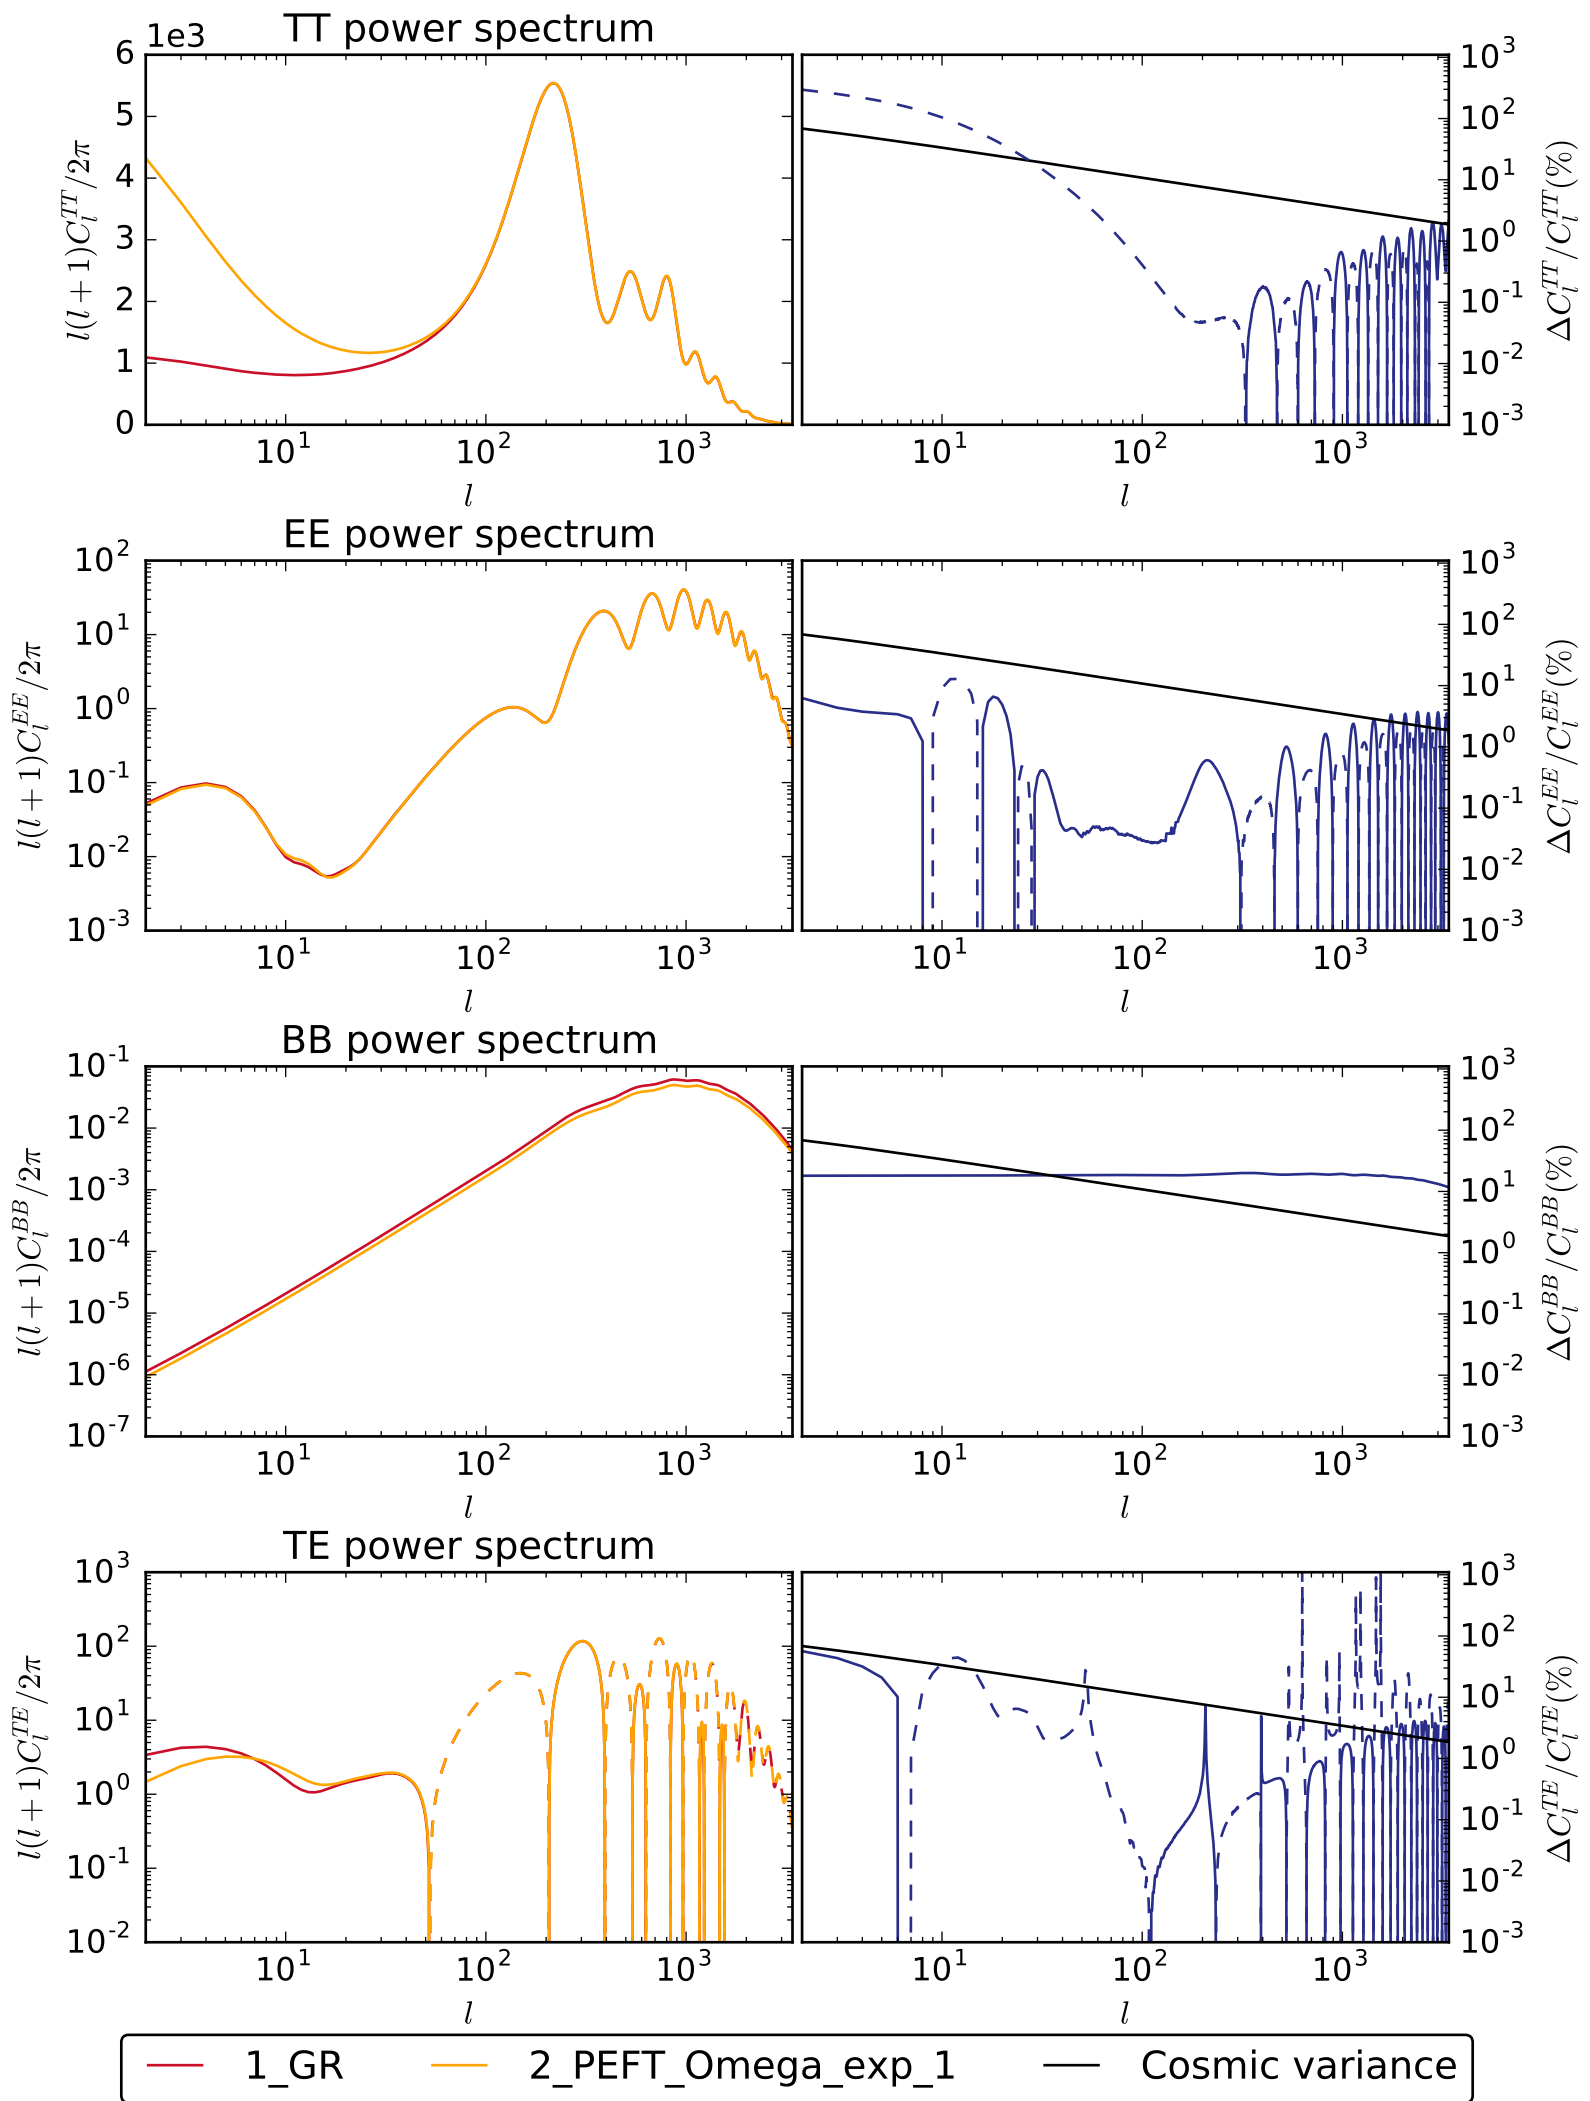 TT power spectrum
1e3
6
5
4
3
2
1
0
l(l+1)C_l^{TT}/2π
10^1 10^2 10^3
l
10^3
10^2
10^1
10^0
10^-1
10^-2
10^-3
ΔC_l^{TT}/C_l^{TT}(%)
10^1 10^2 10^3
l
EE power spectrum
10^2
10^1
10^0
10^-1
10^-2
10^-3
l(l+1)C_l^{EE}/2π
10^1 10^2 10^3
l
10^3
10^2
10^1
10^0
10^-1
10^-2
10^-3
ΔC_l^{EE}/C_l^{EE}(%)
10^1 10^2 10^3
l
BB power spectrum
10^-1
10^-2
10^-3
10^-4
10^-5
10^-6
10^-7
l(l+1)C_l^{BB}/2π
10^1 10^2 10^3
l
10^3
10^2
10^1
10^0
10^-1
10^-2
10^-3
ΔC_l^{BB}/C_l^{BB}(%)
10^1 10^2 10^3
l
TE power spectrum
10^3
10^2
10^1
10^0
10^-1
10^-2
l(l+1)C_l^{TE}/2π
10^1 10^2 10^3
l
10^3
10^2
10^1
10^0
10^-1
10^-2
10^-3
ΔC_l^{TE}/C_l^{TE}(%)
10^1 10^2 10^3
l
1_GR 2_PEFT_Omega_exp_1 Cosmic variance